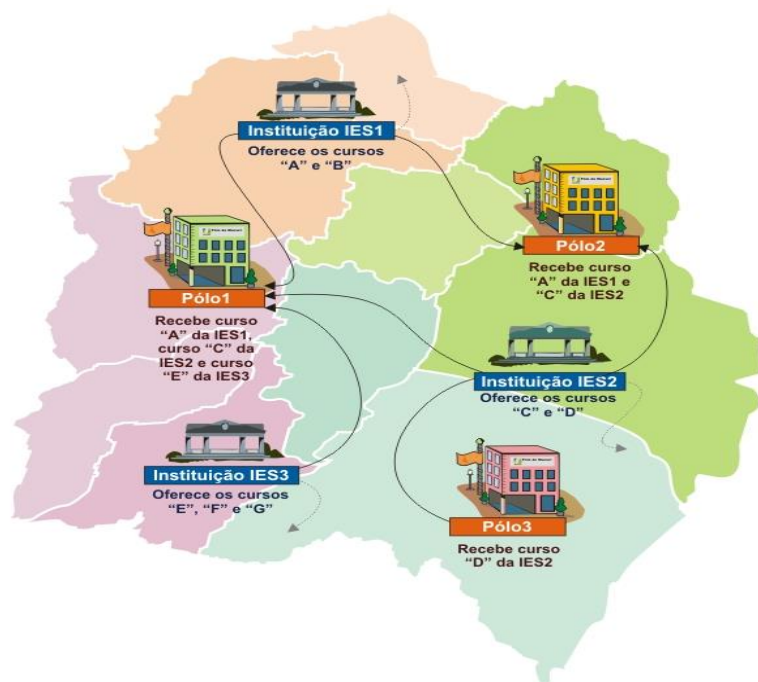 Instituição IES1
Oferece os cursos
“A” e “B”
Pólo2
Recebe curso
“A” da IES1 e
“C” da IES2
Pólo1
Recebe curso
“A” da IES1,
curso “C” da
IES2 e curso
“E” da IES3
Instituição IES2
Oferece os cursos
“C” e “D”
Instituição IES3
Oferece os cursos
“E”, “F” e “G”
Pólo3
Recebe curso
“D” da IES2